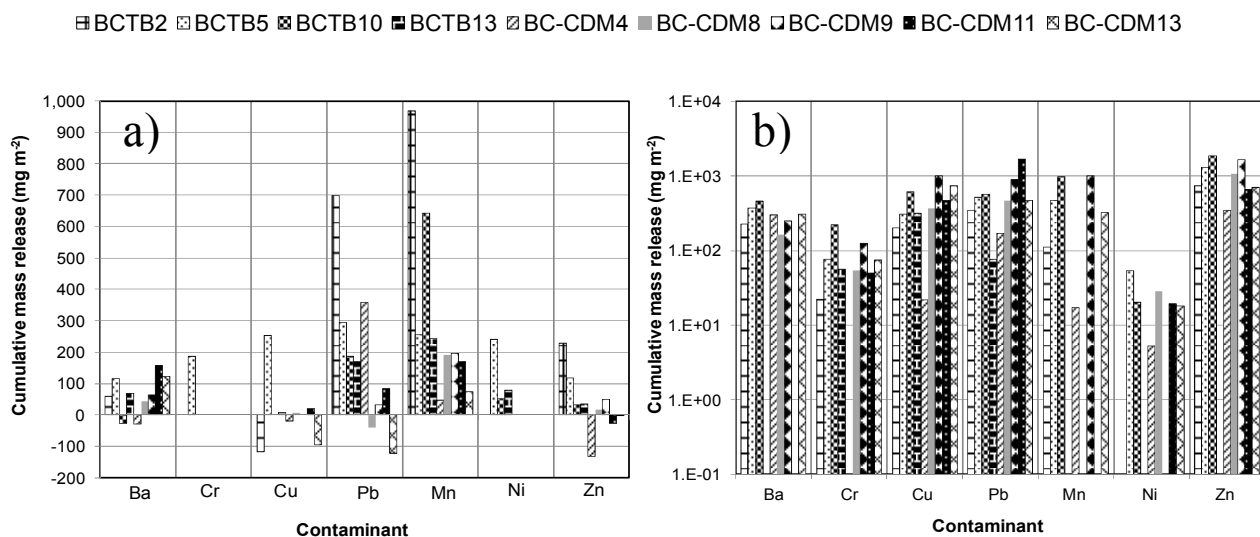 BCTB2 BCTB5 BCTB10 BCTB13 BC-CDM4 BC-CDM8 BC-CDM9 BC-CDM11 BC-CDM13
a)
Cumulative mass release (mg m-2)
1,000
900
800
700
600
500
400
300
200
100
0
-100
-200
Ba Cr Cu Pb Mn Ni Zn
Contaminant
b)
Cumulative mass release (mg m-2)
1.E+04
1.E+03
1.E+02
1.E+01
1.E+00
1.E-01
Ba Cr Cu Pb Mn Ni Zn
Contaminant